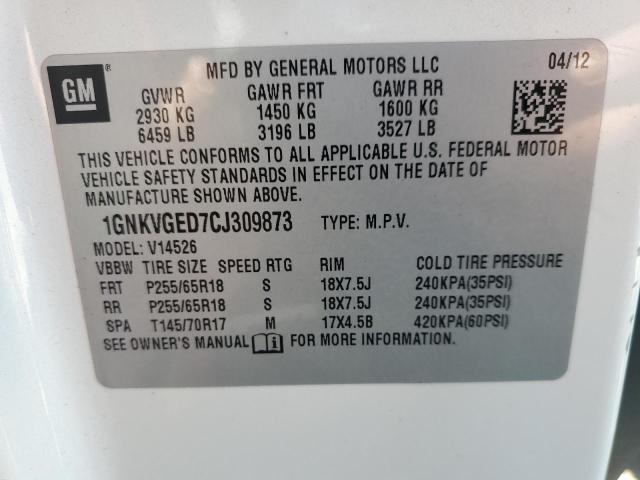 GM ®
MFD BY GENERAL MOTORS LLC 04/12
GVWR GAWR FRT GAWR RR
2930 KG 1450 KG 1600 KG
6459 LB 3196 LB 3527 LB
THIS VEHICLE CONFORMS TO ALL APPLICABLE U.S. FEDERAL MOTOR
VEHICLE SAFETY STANDARDS IN EFFECT ON THE DATE OF
MANUFACTURE SHOWN ABOVE.
1GNKVGED7CJ309873 TYPE: M.P.V.
MODEL: V14526
VBBW TIRE SIZE SPEED RTG RIM COLD TIRE PRESSURE
FRT P255/65R18 S 18X7.5J 240KPA(35PSI)
RR P255/65R18 S 18X7.5J 240KPA(35PSI)
SPA T145/70R17 M 17X4.5B 420KPA(60PSI)
SEE OWNER'S MANUAL FOR MORE INFORMATION.